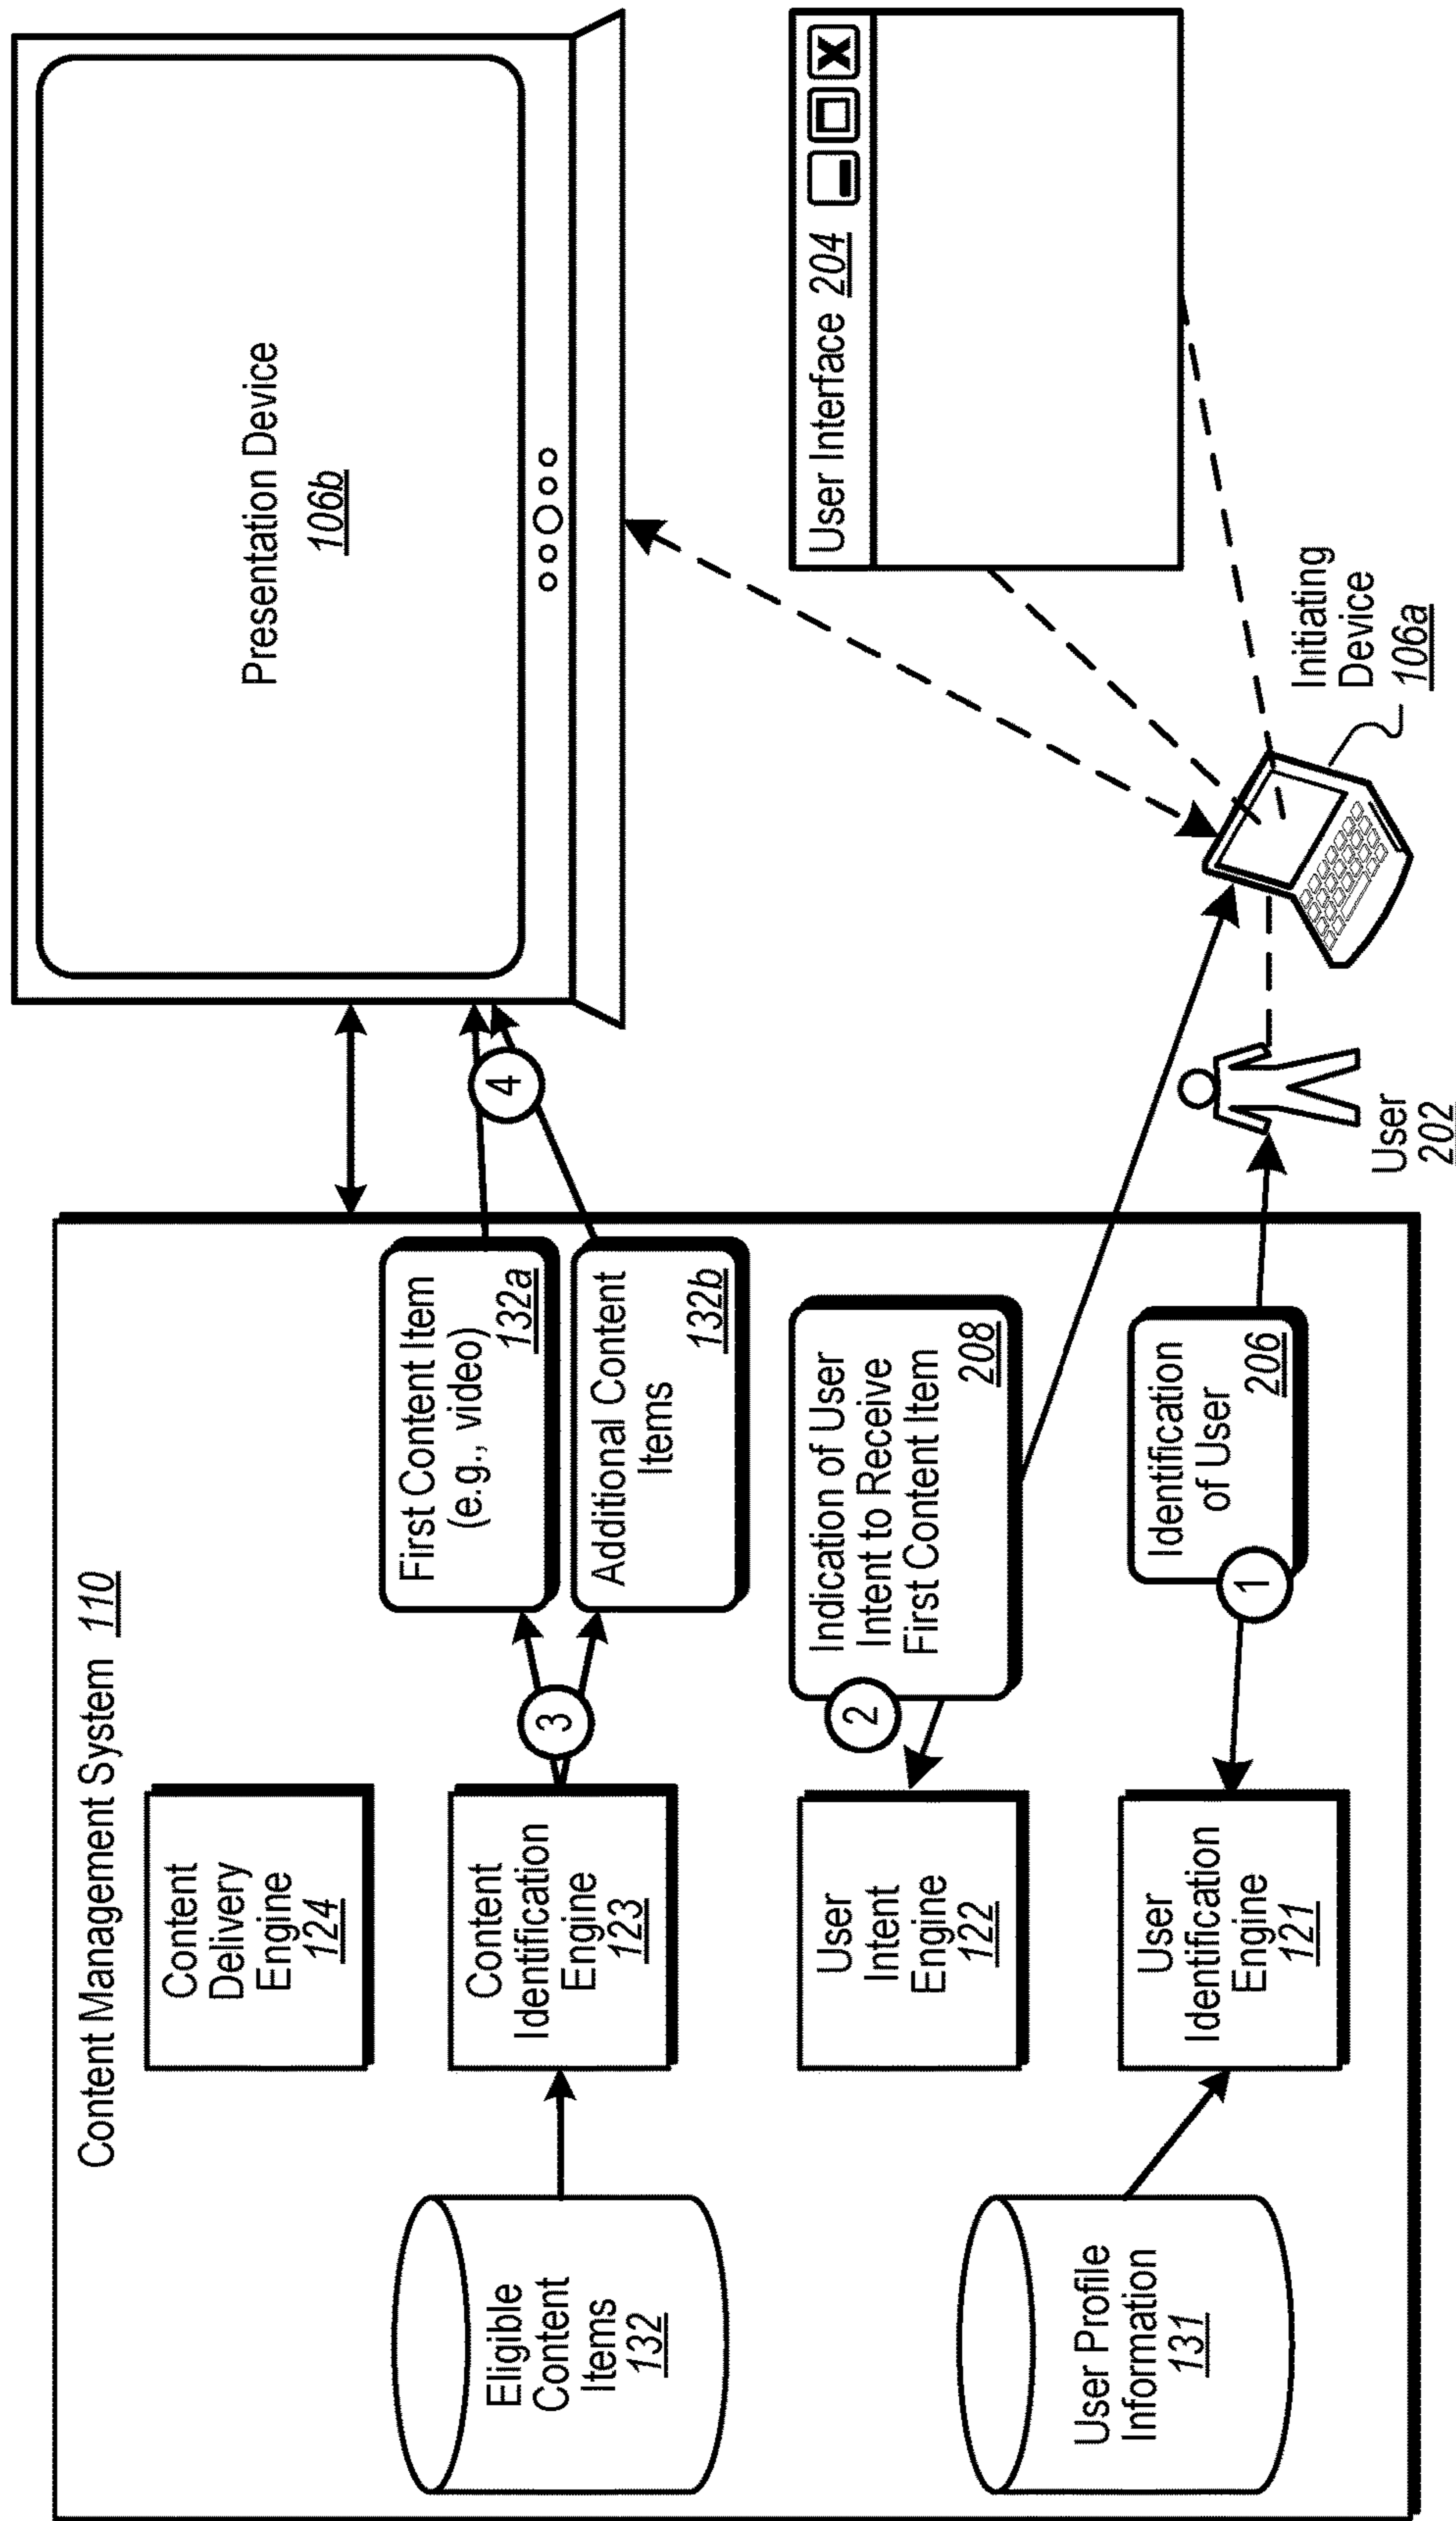 Content Management System 110
Content
Delivery
Engine
124
Eligible
Content
Items
132
Content
Identification
Engine
123
3
First Content Item
(e.g., video)
132a
Additional Content
Items
132b
4
Presentation Device
106b
User
Intent
Engine
122
2
Indication of User
Intent to Receive
First Content Item
208
User Interface 204
User Profile
Information
131
User
Identification
Engine
121
1
Identification
of User
206
User
202
Initiating
Device
106a